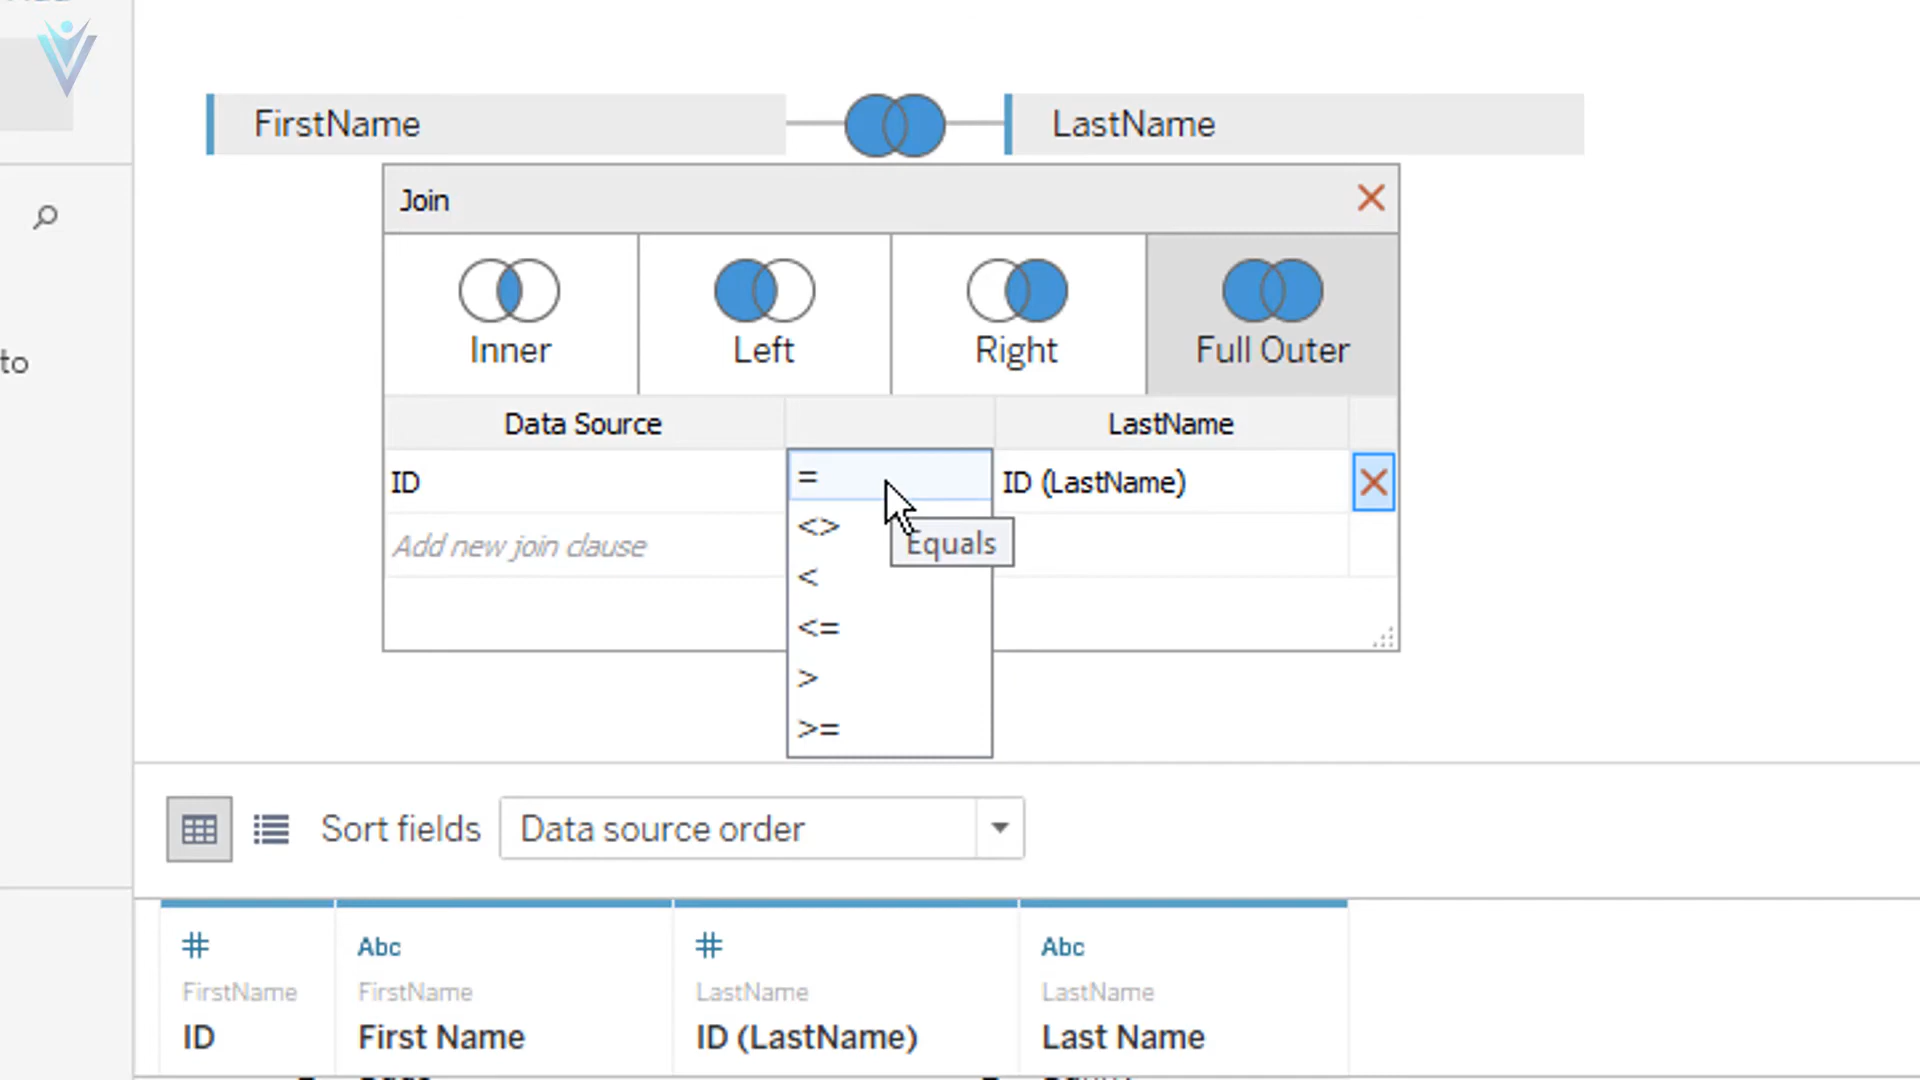 FirstName
LastName
Join
Inner
Left
Right
Full Outer
Data Source
LastName
ID
=
ID (LastName)
<>
Equals
Add new join clause
<
<=
>
>=
to
Sort fields
Data source order
#
Abc
#
Abc
FirstName
FirstName
LastName
LastName
ID
First Name
ID (LastName)
Last Name